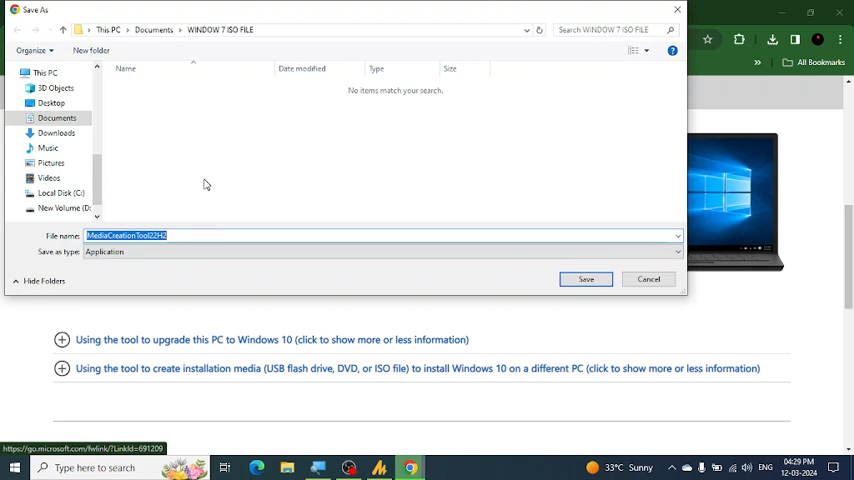 Save As
This PC > Documents > WINDOW 7 ISO FILE
Search WINDOW 7 ISO FILE
Organize
New folder
Name
Date modified
Type
Size
No items match your search.
This PC
3D Objects
Desktop
Documents
Downloads
Music
Pictures
Videos
Local Disk (C:)
New Volume (D:
File name:
MediaCreationTool22H2
Save as type:
Application
Hide Folders
Save
Cancel
All Bookmarks
Using the tool to upgrade this PC to Windows 10 (click to show more or less information)
Using the tool to create installation media (USB flash drive, DVD, or ISO file) to install Windows 10 on a different PC (click to show more or less information)
https://go.microsoft.com/fwlink/?LinkId=691209
Type here to search
33°C Sunny
ENG
04:29 PM
12-03-2024